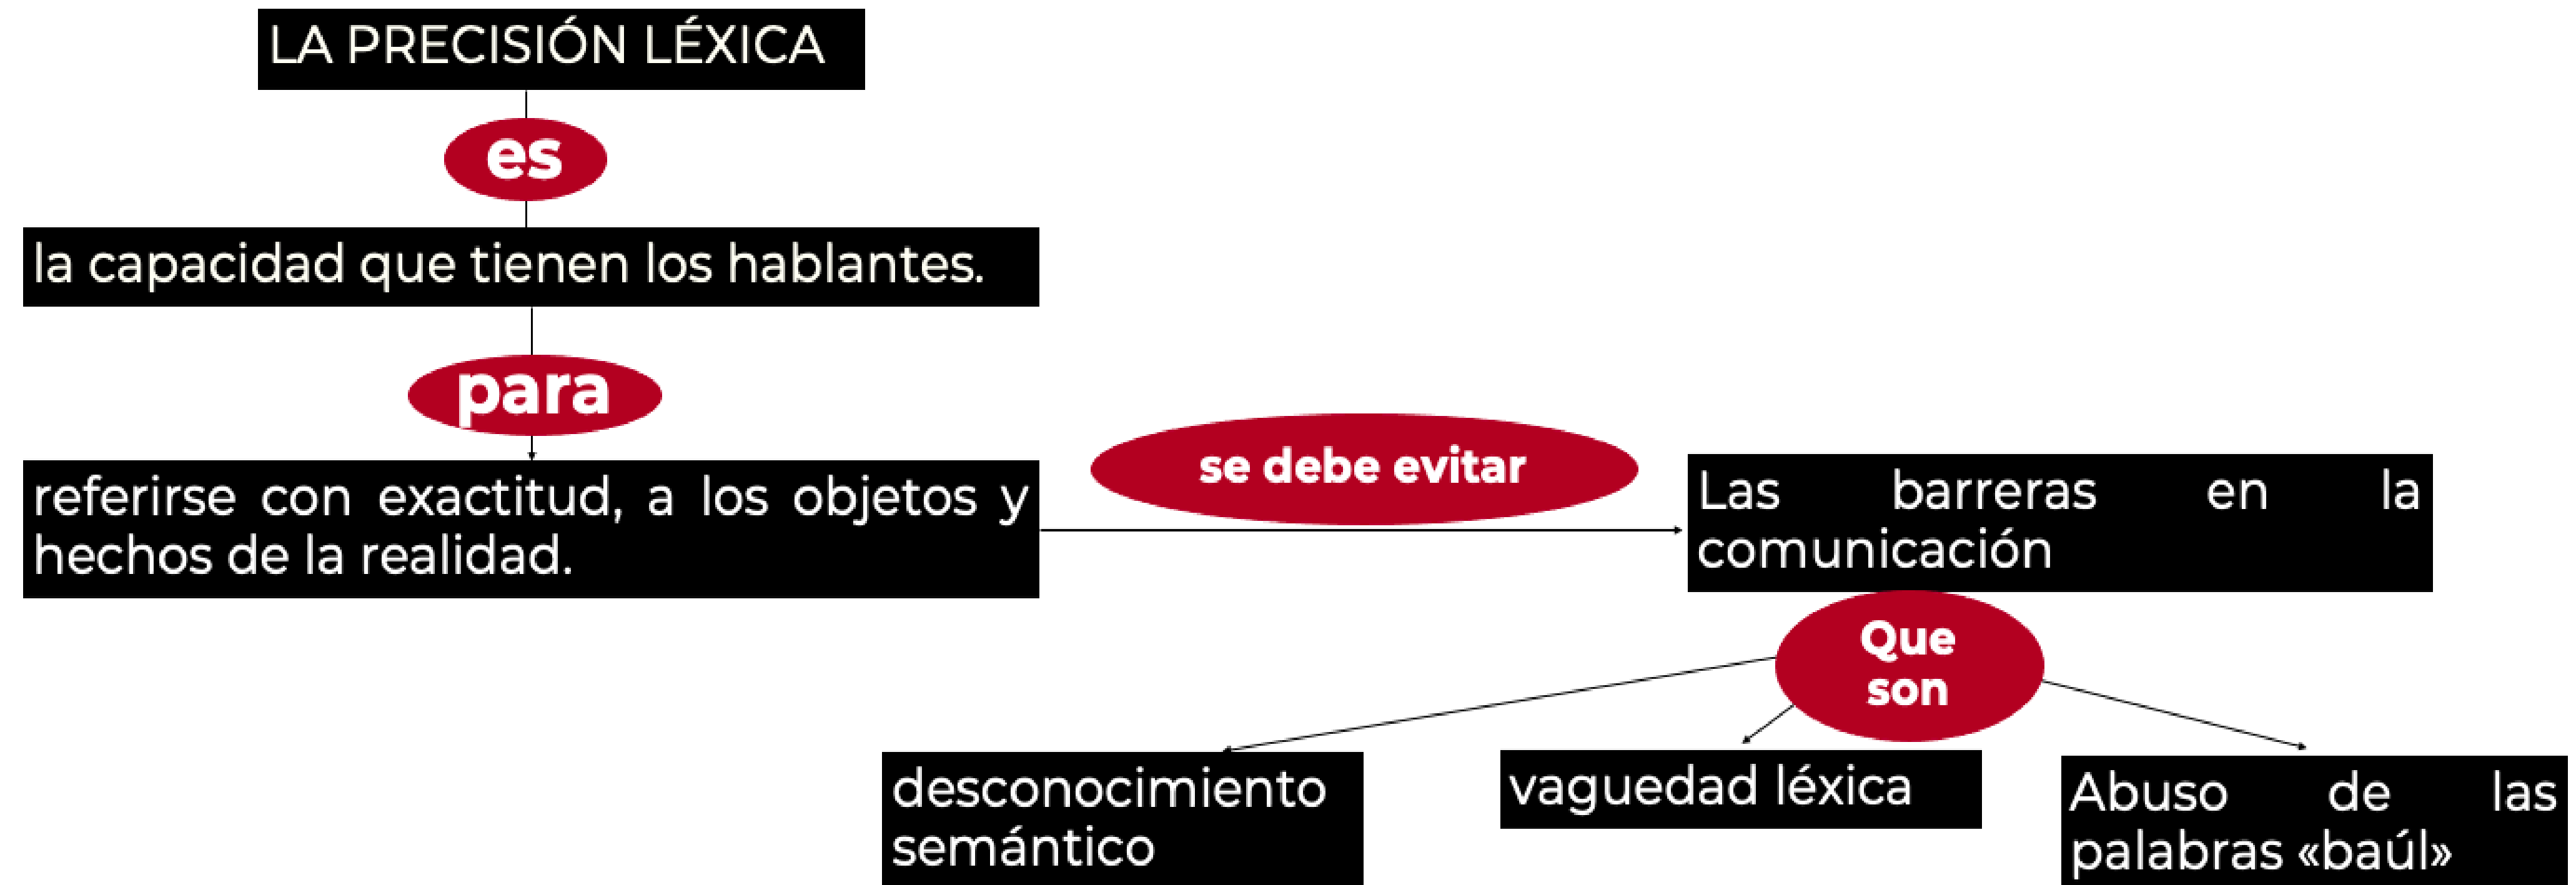 LA PRECISIÓN LÉXICA
es
la capacidad que tienen los hablantes.
para
referirse con exactitud, a los objetos y
hechos de la realidad.
se debe evitar
Las barreras en la
comunicación
Que
son
desconocimiento
semántico
vaguedad léxica
Abuso de las
palabras «baúl»